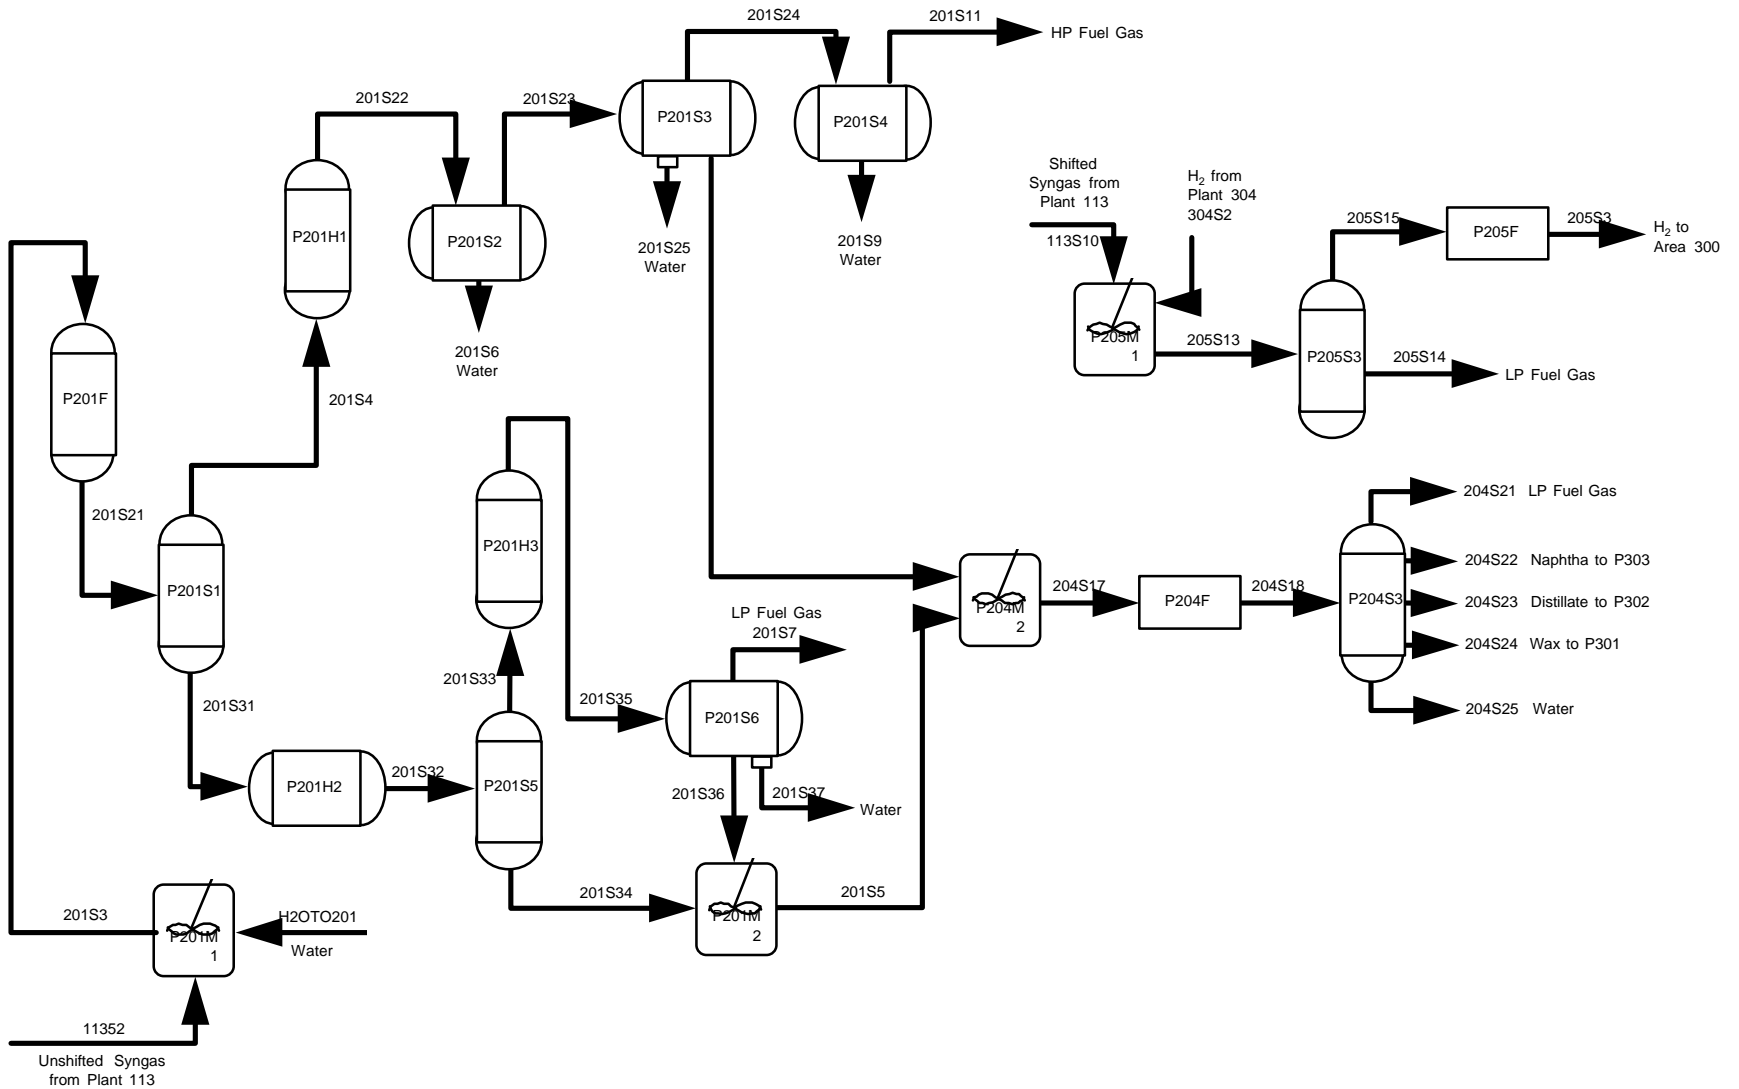 201S24
201S11
HP Fuel Gas
201S22
201S23
P201S3
P201S4
Shifted
Syngas from
Plant 113
113S10
H2 from
Plant 304
304S2
205S15
P205F
205S3
H2 to
Area 300
P201H1
P201S2
201S25
Water
201S9
Water
P205M
1
205S13
P205S3
205S14
LP Fuel Gas
201S6
Water
P201F
201S4
201S21
P201S1
P201H3
204S21 LP Fuel Gas
204S22 Naphtha to P303
204S17
P204F
204S18
P204S3
204S23 Distillate to P302
204S24 Wax to P301
204S25 Water
P204M
2
LP Fuel Gas
201S7
201S33
201S35
P201S6
201S31
P201H2
201S32
P201S5
201S36
201S37
Water
201S34
P201M
2
201S5
201S3
P201M
1
H2OTO201
Water
11352
Unshifted Syngas
from Plant 113